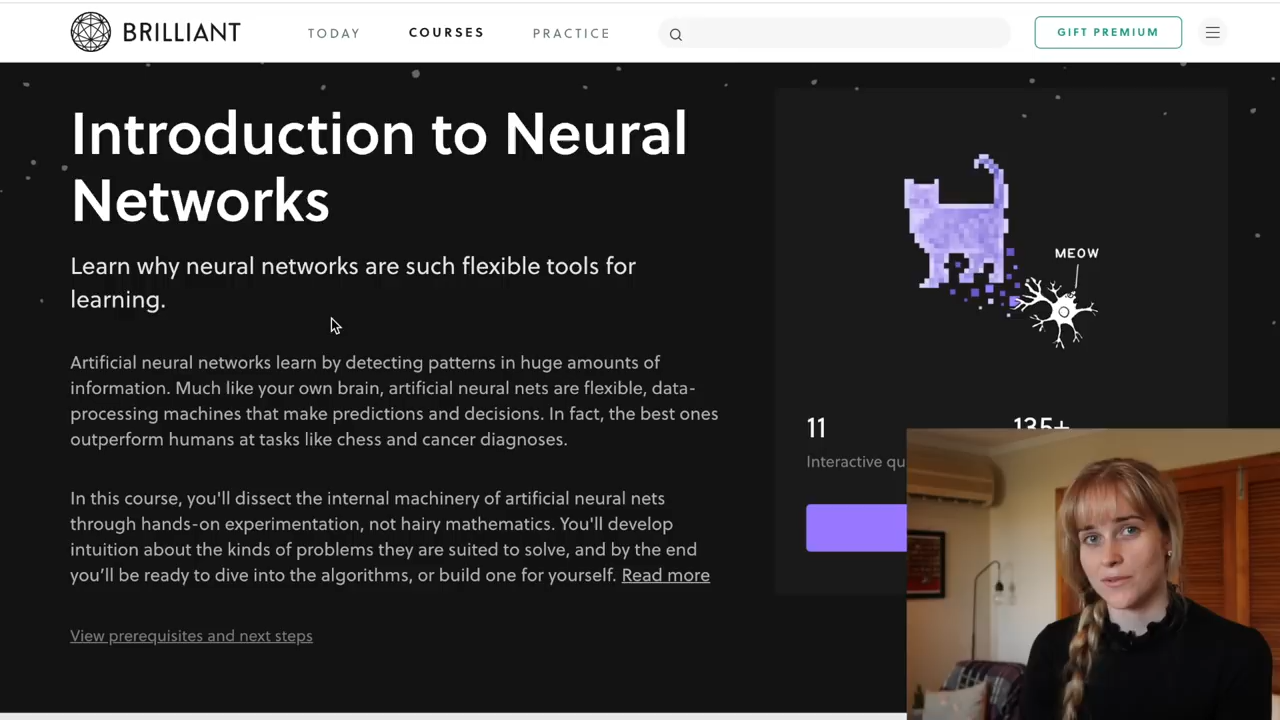 BRILLIANT
TODAY
COURSES
PRACTICE
GIFT PREMIUM
Introduction to Neural
Networks
Learn why neural networks are such flexible tools for
learning.
Artificial neural networks learn by detecting patterns in huge amounts of
information. Much like your own brain, artificial neural nets are flexible, data-
processing machines that make predictions and decisions. In fact, the best ones
outperform humans at tasks like chess and cancer diagnoses.
In this course, you'll dissect the internal machinery of artificial neural nets
through hands-on experimentation, not hairy mathematics. You'll develop
intuition about the kinds of problems they are suited to solve, and by the end
you’ll be ready to dive into the algorithms, or build one for yourself. Read more
View prerequisites and next steps
MEOW
11
135+
Interactive qu